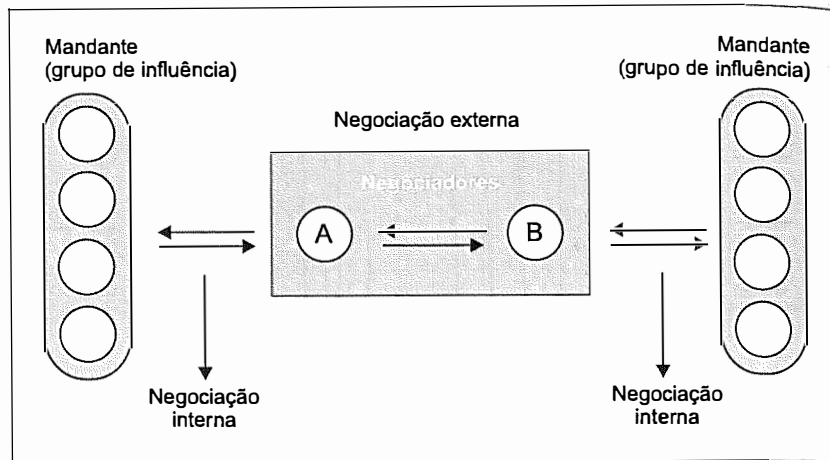 Mandante
(grupo de influência)
Mandante
(grupo de influência)
Negociação externa
Negociadores
A
B
Negociação
interna
Negociação
interna